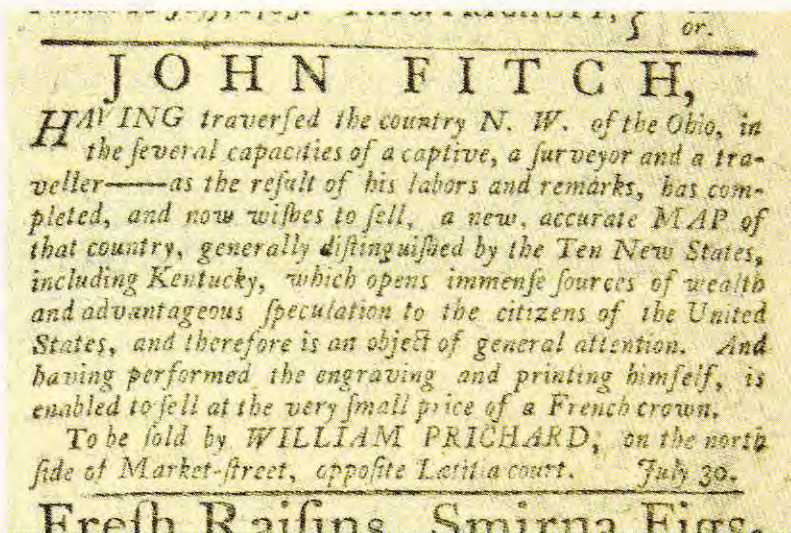 or.
JOHN FITCH,
HAVING traverſed the country N. W. of the Ohio, in
the ſeveral capacities of a captive, a ſurveyor and a tra-
veller——as the reſult of his labors and remarks, has com-
pleted, and now wiſhes to ſell, a new, accurate MAP of
that country, generally diſtinguiſhed by the Ten New States,
including Kentucky, which opens immenſe ſources of wealth
and advantageous ſpeculation to the citizens of the United
States, and therefore is an object of general attention. And
having performed the engraving and printing himſelf, is
enabled to ſell at the very ſmall price of a French crown.
To be ſold by WILLIAM PRICHARD, on the north
ſide of Market-ſtreet, oppoſite Lætitia court. July 30.
Freſh Raiſins, Smirna Figs,